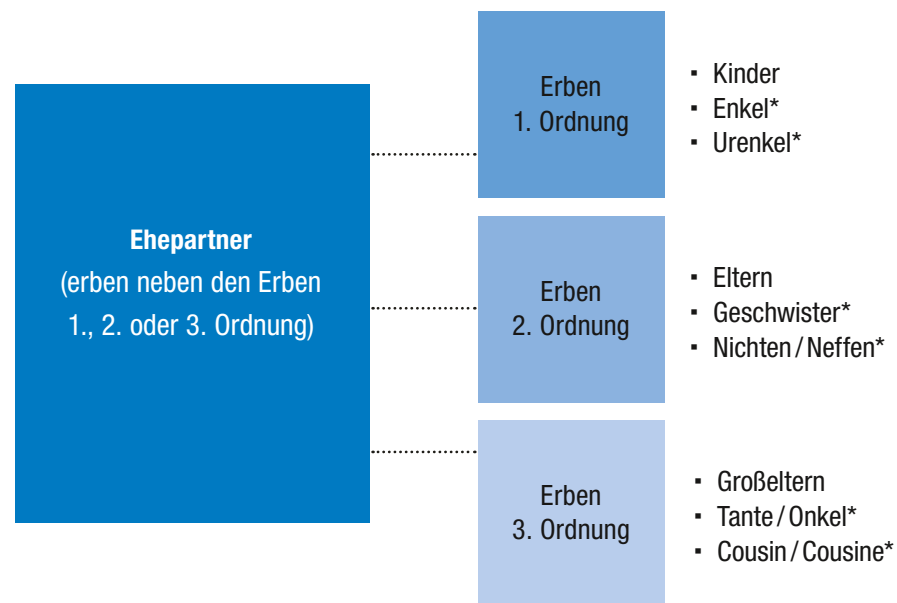 Ehepartner
(erben neben den Erben
1., 2. oder 3. Ordnung)
Erben
1. Ordnung
▪ Kinder
▪ Enkel*
▪ Urenkel*
Erben
2. Ordnung
▪ Eltern
▪ Geschwister*
▪ Nichten / Neffen*
Erben
3. Ordnung
▪ Großeltern
▪ Tante / Onkel*
▪ Cousin / Cousine*